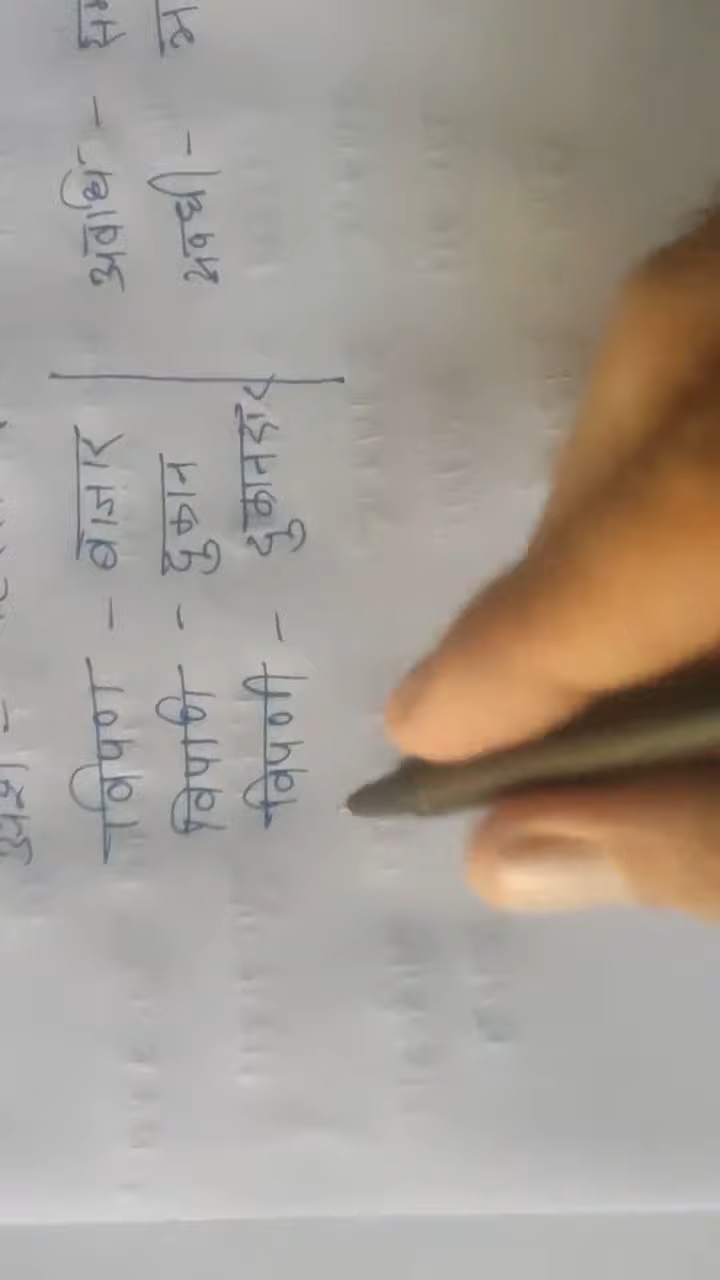 विपण - बाजार | अवधि -
विपणि - दुकान | अवधी -
विपणी - दुकानदार |